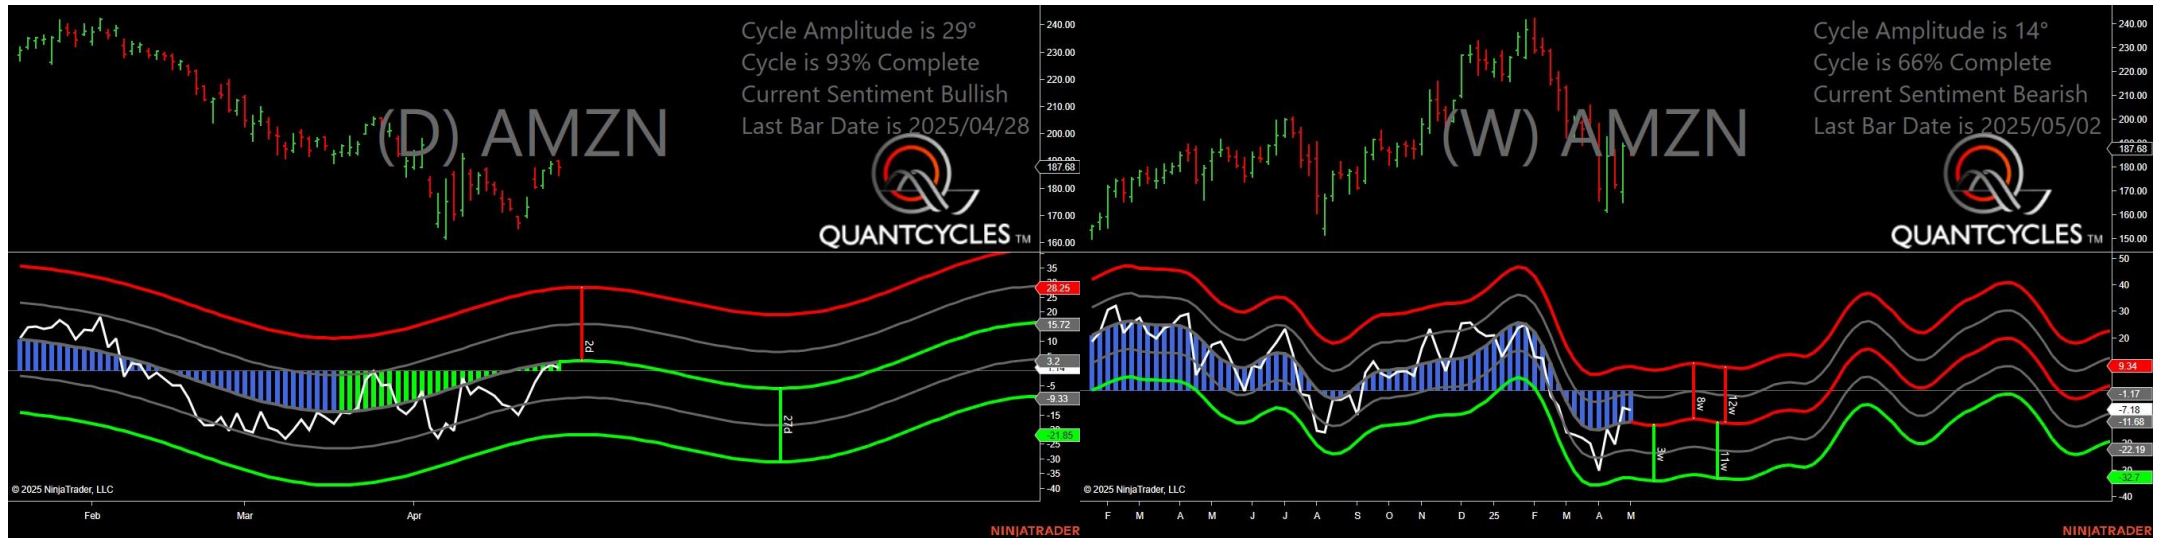 Cycle Amplitude is 29°
Cycle is 93% Complete
Current Sentiment Bullish
Last Bar Date is 2025/04/28
(D) AMZN
QUANTCYCLES TM
240.00
230.00
220.00
210.00
200.00
187.68
180.00
170.00
160.00
35
28.25
25
20
15.72
10
5
3.2
-5
-9.33
-15
-21.85
-25
-30
-35
-40
2d
27d
© 2025 NinjaTrader, LLC
Feb Mar Apr
NINJATRADER
Cycle Amplitude is 14°
Cycle is 66% Complete
Current Sentiment Bearish
Last Bar Date is 2025/05/02
(W) AMZN
QUANTCYCLES TM
240.00
230.00
220.00
210.00
200.00
187.68
180.00
170.00
160.00
150.00
50
40
30
20
9.34
-1.17
-7.18
-11.68
-22.19
-32.7
-40
8w
12w
3w
11w
© 2025 NinjaTrader, LLC
F M A M J J A S O N D 25 F M A M
NINJATRADER